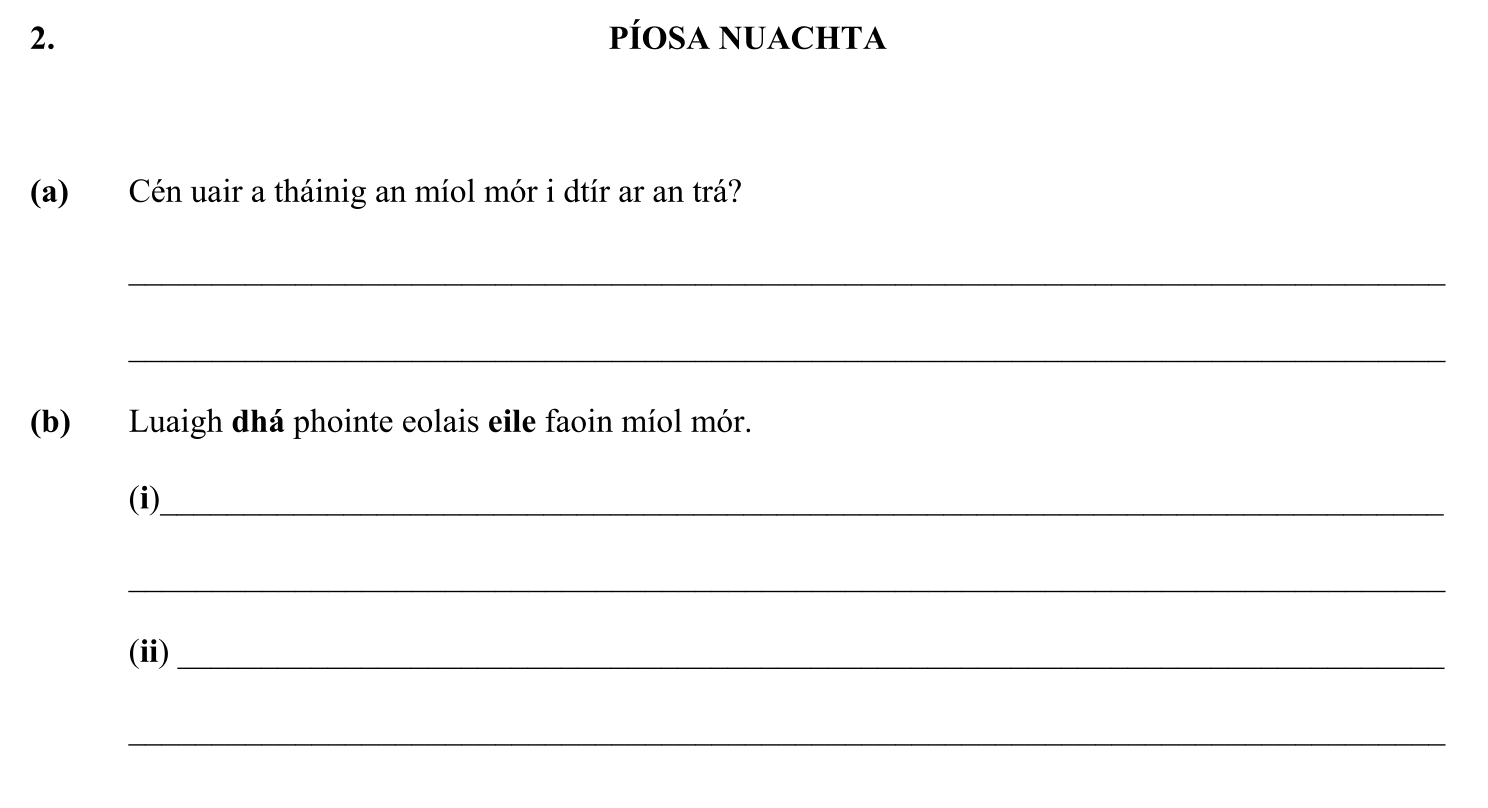 2. PÍOSA NUACHTA
(a) Cén uair a tháinig an míol mór i dtír ar an trá?
(b) Luaigh dhá phointe eolais eile faoin míol mór.
(i)
(ii)